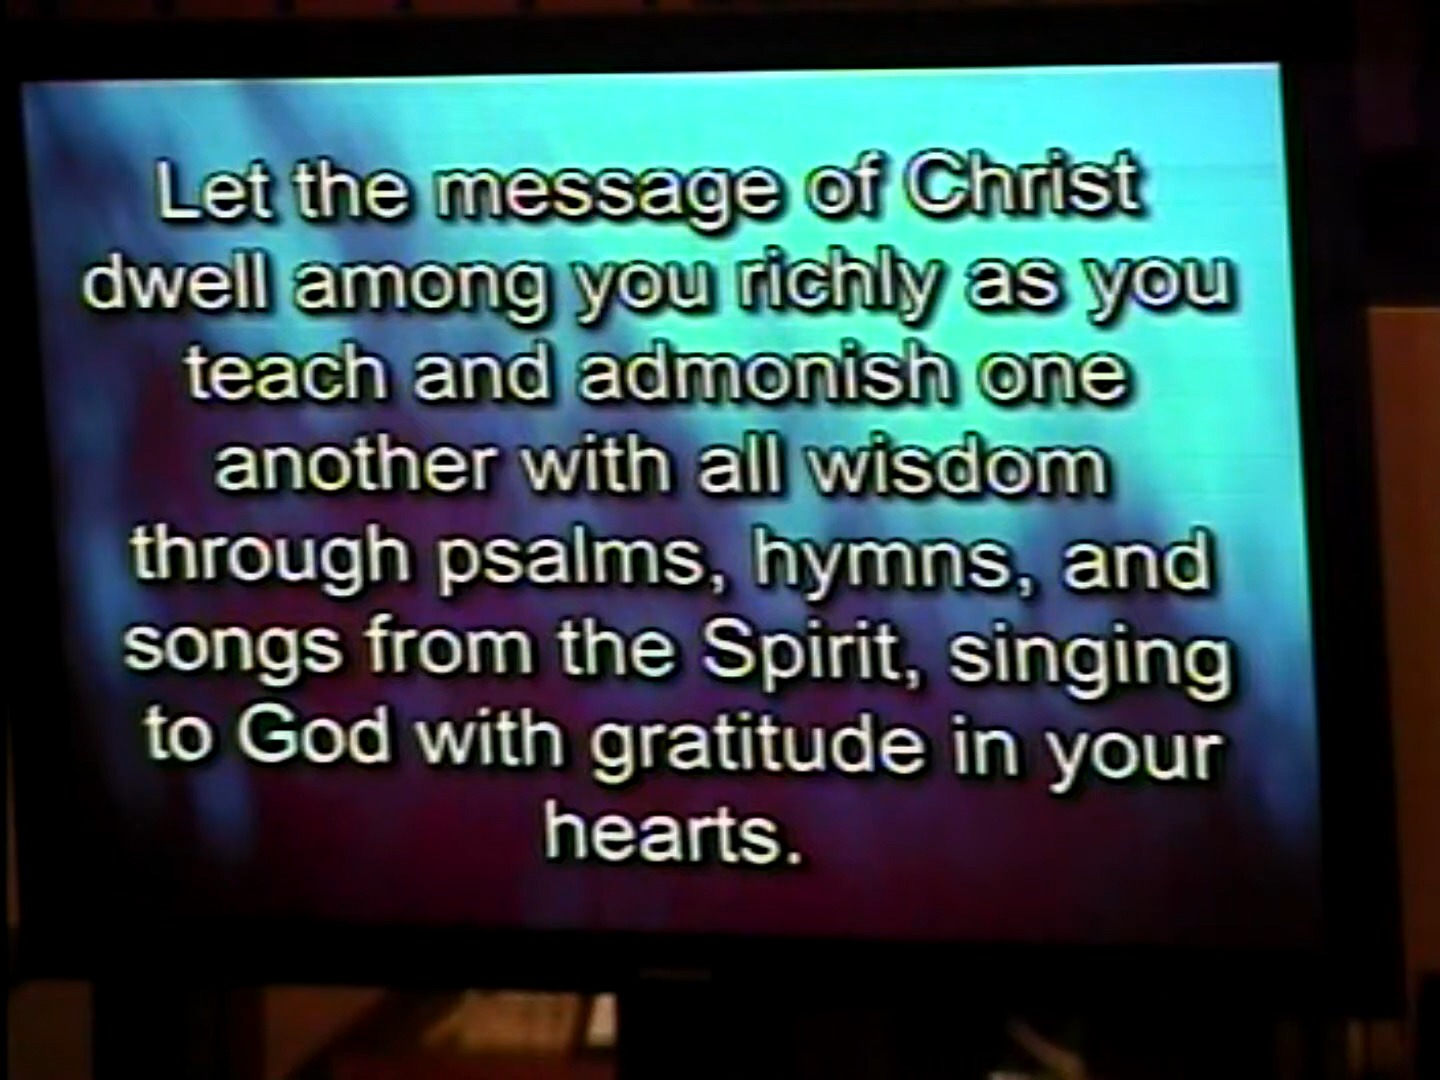 Let the message of Christ
dwell among you richly as you
teach and admonish one
another with all wisdom
through psalms, hymns, and
songs from the Spirit, singing
to God with gratitude in your
hearts.